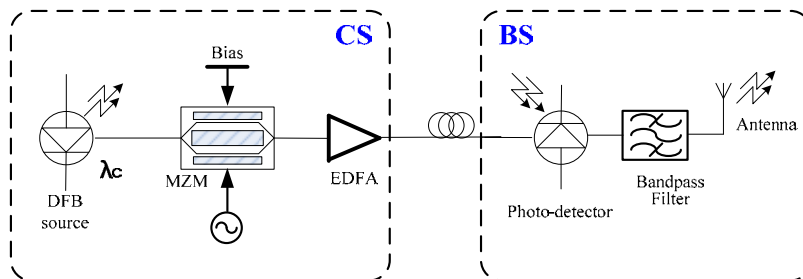 CS
BS
Bias
λc
MZM
EDFA
DFB
source
Photo-detector
Bandpass
Filter
Antenna